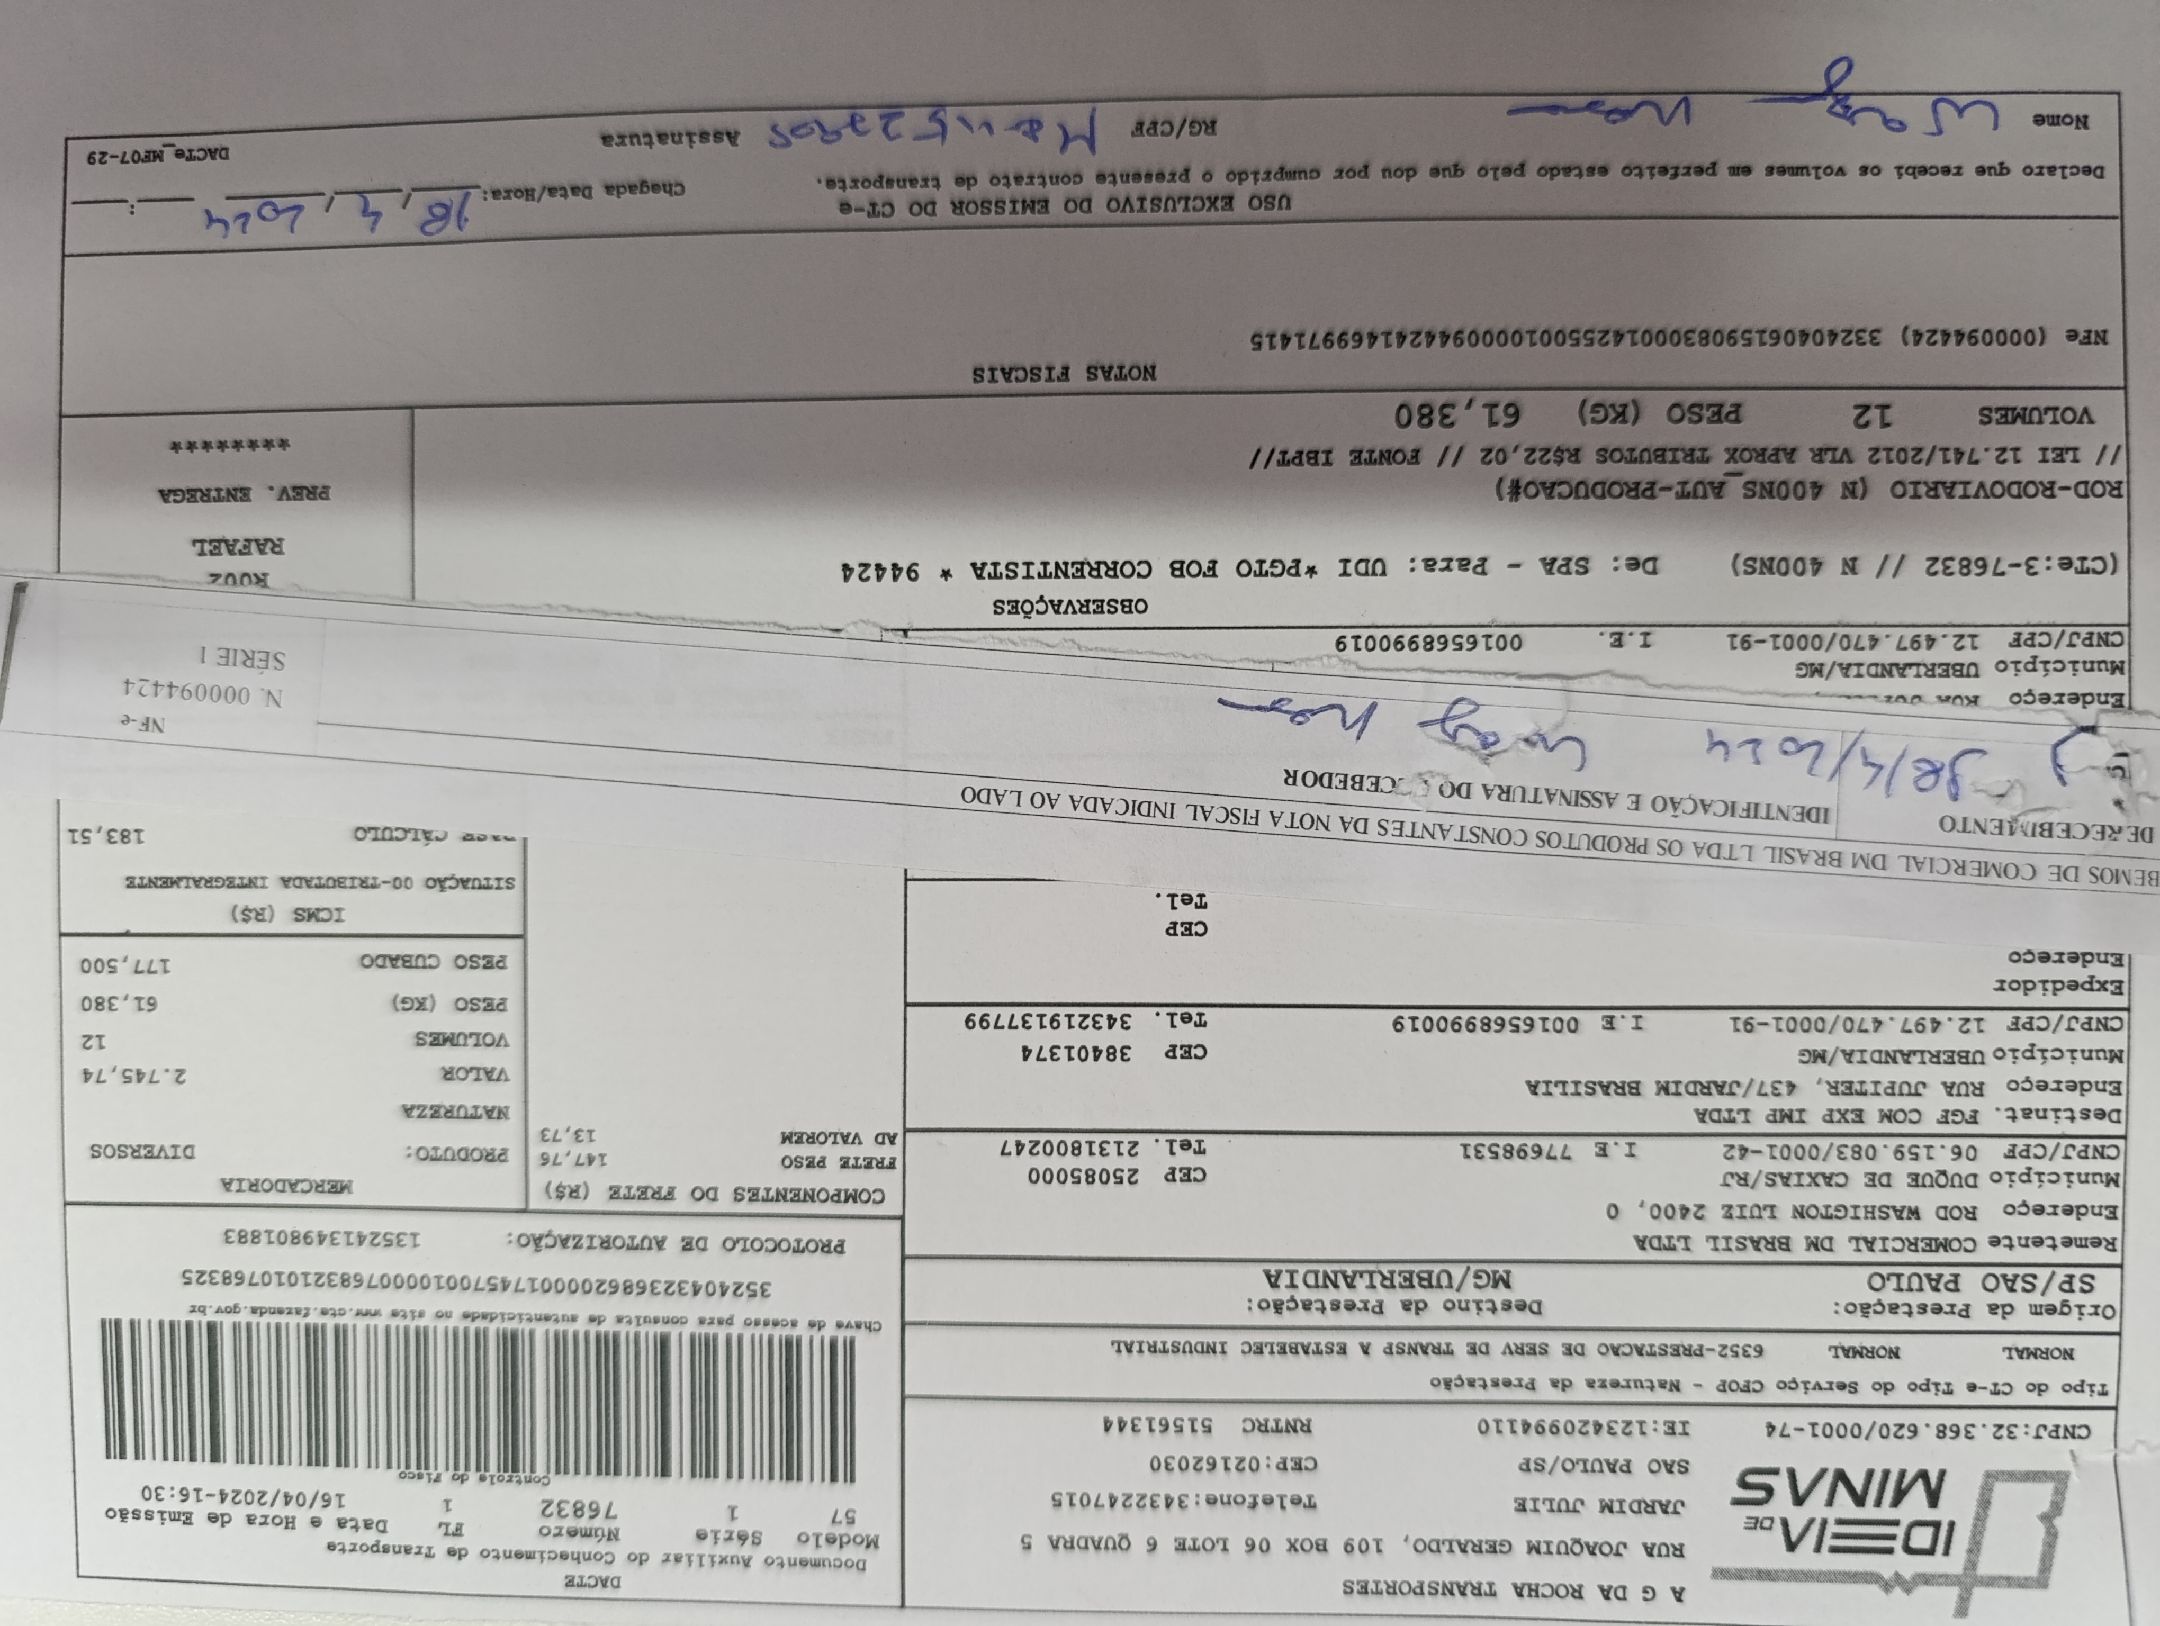 IDEIA DE
MINAS
A G DA ROCHA TRANSPORTES
RUA JOAQUIM GERALDO, 109 BOX 06 LOTE 6 QUADRA 5
JARDIM JULIE Telefone:3432247015
SAO PAULO/SP CEP:02162030
CNPJ:32.368.620/0001-74 IE:123420994110 RNTRC 51561344
DACTE
Documento Auxiliar do Conhecimento de Transporte
Modelo Série Número FL Data e Hora de Emissão
57 1 76832 1 16/04/2024-16:30
Controle do Fisco
Chave de acesso para consulta de autenticidade no site www.cte.fazenda.gov.br
35240432368620000174570010000768321010768325
PROTOCOLO DE AUTORIZAÇÃO: 135241349801883
Tipo do CT-e Tipo do Serviço CFOP - Natureza da Prestação
NORMAL NORMAL 6352-PRESTACAO DE SERV DE TRANSP A ESTABELEC INDUSTRIAL
Origem da Prestação: Destino da Prestação:
SP/SAO PAULO MG/UBERLANDIA
Remetente COMERCIAL DM BRASIL LTDA
Endereço ROD WASHIGTON LUIZ 2400, 0
Município DUQUE DE CAXIAS/RJ CEP 25085000
CNPJ/CPF 06.159.083/0001-42 I.E 77698531 Tel. 2131800247
Destinat. FGF COM EXP IMP LTDA
Endereço RUA JUPITER, 437/JARDIM BRASILIA
Município UBERLANDIA/MG CEP 38401374
CNPJ/CPF 12.497.470/0001-91 I.E 0016568990019 Tel. 343219137799
Expedidor
Endereço
CEP
Tel.
COMPONENTES DO FRETE (R$)
FRETE PESO 147,76
AD VALOREM 13,73
MERCADORIA
PRODUTO: DIVERSOS
NATUREZA
VALOR 2.745,74
VOLUMES 12
PESO (KG) 61,380
PESO CUBADO 177,500
ICMS (R$)
SITUAÇÃO 00-TRIBUTADA INTEGRALMENTE
BASE CÁLCULO 183,51
BEMOS DE COMERCIAL DM BRASIL LTDA OS PRODUTOS CONSTANTES DA NOTA FISCAL INDICADA AO LADO
DE RECEBIMENTO IDENTIFICAÇÃO E ASSINATURA DO RECEBEDOR
18/4/2024
NF-e
N. 000094424
SÉRIE 1
Endereço RUA
Município UBERLANDIA/MG
CNPJ/CPF 12.497.470/0001-91 I.E. 0016568990019
OBSERVAÇÕES
(CTe:3-76832 // N 400NS) De: SPA - Para: UDI *PGTO FOB CORRENTISTA * 94424
ROD-RODOVIARIO (N 400NS_AUT-PRODUCAO#)
// LEI 12.741/2012 VLR APROX TRIBUTOS R$22,02 // FONTE IBPT//
VOLUMES 12 PESO (KG) 61,380
RAFAEL
PREV. ENTREGA
********
NOTAS FISCAIS
NFe (000094424) 33240406159083000142550010000944241469971415
USO EXCLUSIVO DO EMISSOR DO CT-e
Declaro que recebi os volumes em perfeito estado pelo que dou por cumprido o presente contrato de transporte.
Chegada Data/Hora: 18, 4, 2024 :
Nome RG/CPF Assinatura
DACTe_MF07-29